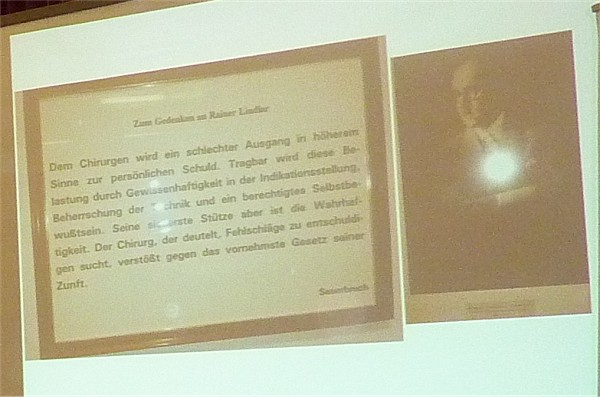 Zum Gedenken an Rainer Lindlar
Dem Chirurgen wird ein schlechter Ausgang in höherem
Sinne zur persönlichen Schuld. Tragbar wird diese Be-
lastung durch Gewissenhaftigkeit in der Indikationsstellung,
Beherrschung der Technik und ein berechtigtes Selbstbe-
wußtsein. Seine sicherste Stütze aber ist die Wahrhaf-
tigkeit. Der Chirurg, der deutelt, Fehlschläge zu entschuldi-
gen sucht, verstößt gegen das vornehmste Gesetz seiner
Zunft.
Sauerbruch